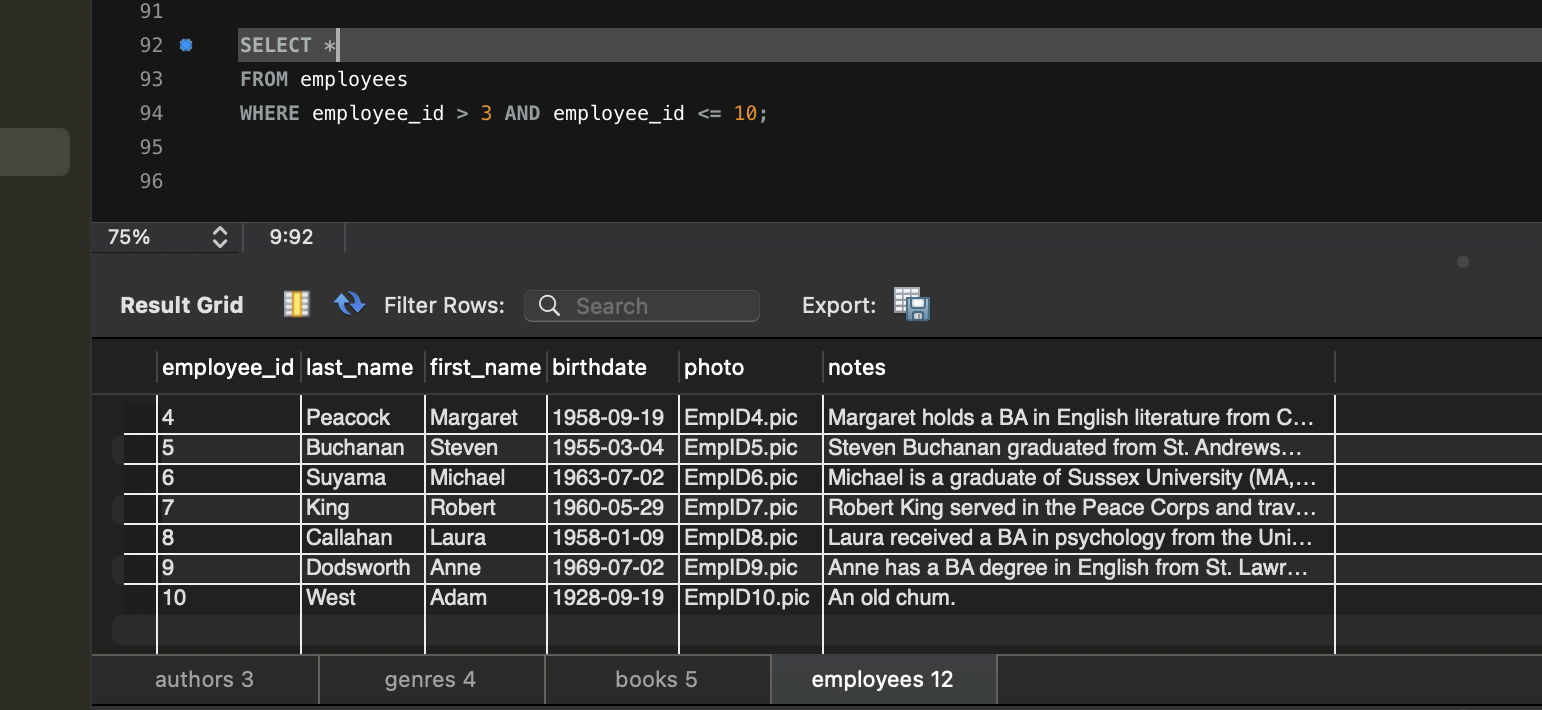 91
92 SELECT *
93 FROM employees
94 WHERE employee_id > 3 AND employee_id <= 10;
95
96
75% 9:92
Result Grid Filter Rows: Search Export:
employee_id last_name first_name birthdate photo notes
4 Peacock Margaret 1958-09-19 EmpID4.pic Margaret holds a BA in English literature from C...
5 Buchanan Steven 1955-03-04 EmpID5.pic Steven Buchanan graduated from St. Andrews...
6 Suyama Michael 1963-07-02 EmpID6.pic Michael is a graduate of Sussex University (MA,...
7 King Robert 1960-05-29 EmpID7.pic Robert King served in the Peace Corps and trav...
8 Callahan Laura 1958-01-09 EmpID8.pic Laura received a BA in psychology from the Uni...
9 Dodsworth Anne 1969-07-02 EmpID9.pic Anne has a BA degree in English from St. Lawr...
10 West Adam 1928-09-19 EmpID10.pic An old chum.
authors 3 genres 4 books 5 employees 12